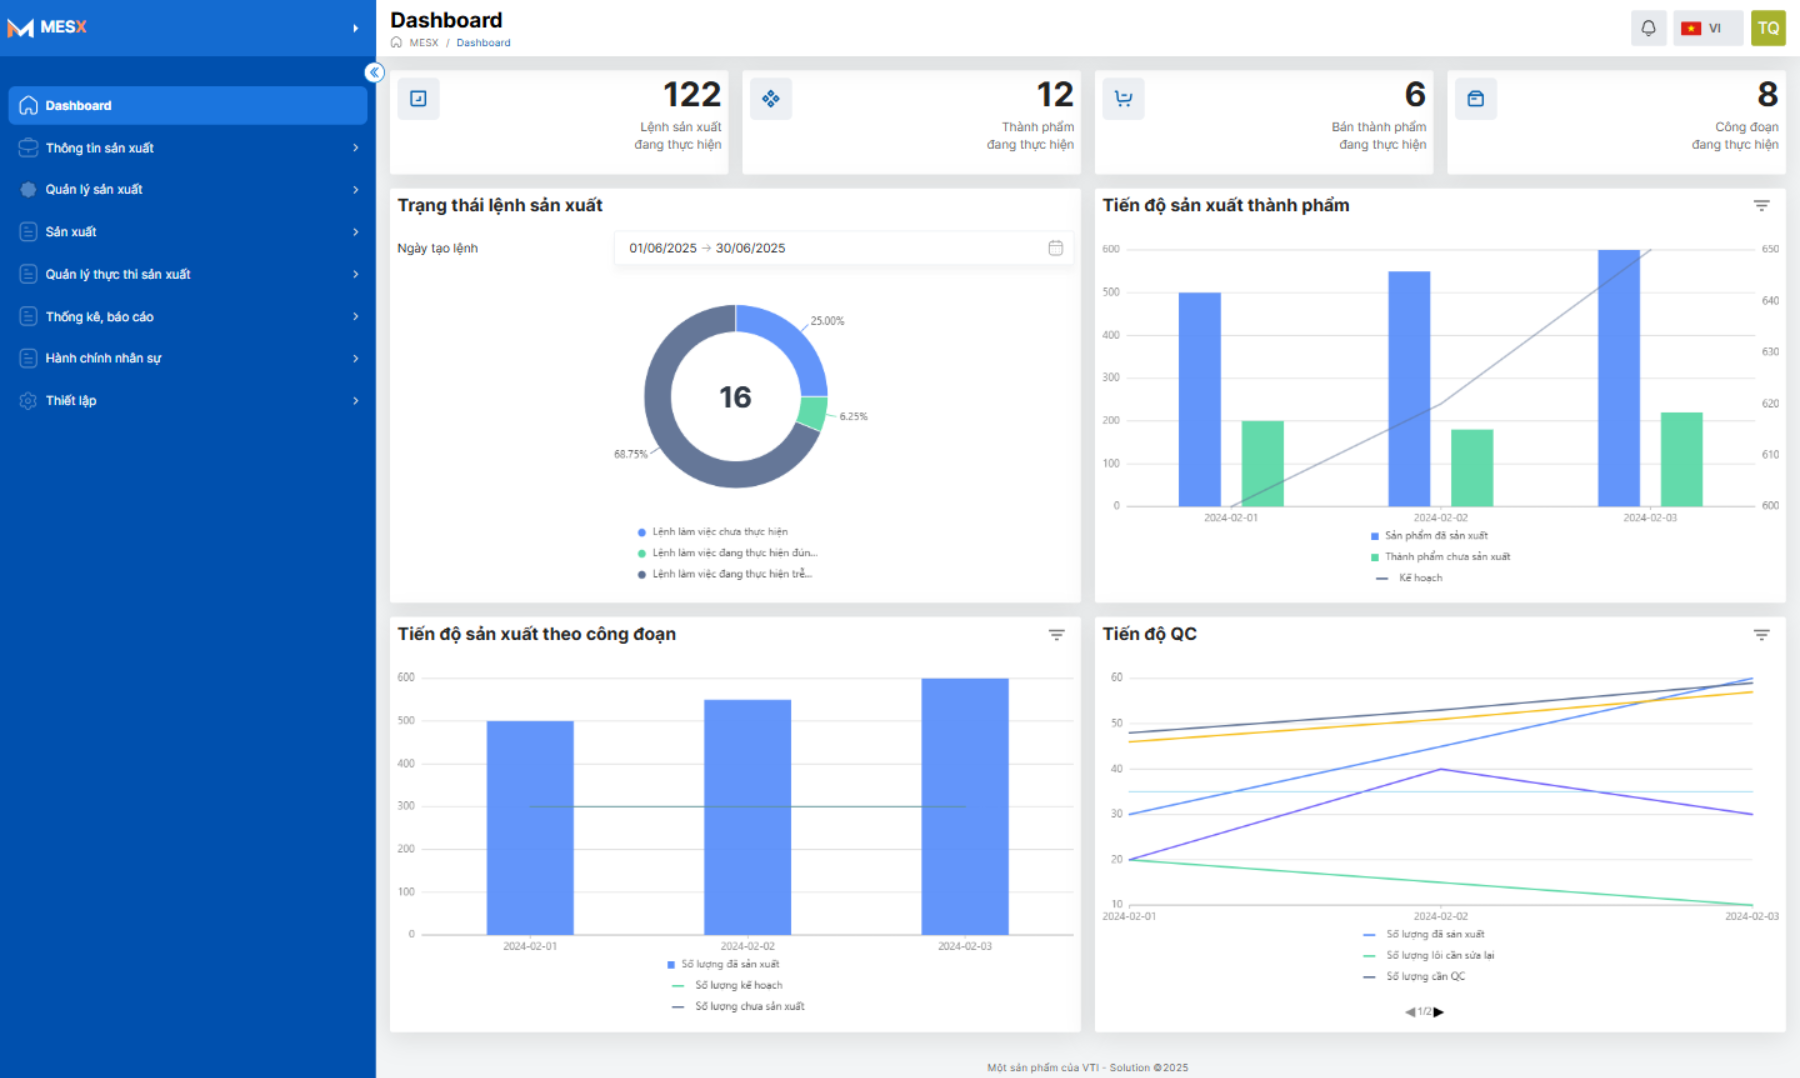 MESX
Dashboard
Thông tin sản xuất
Quản lý sản xuất
Sản xuất
Quản lý thực thi sản xuất
Thống kê, báo cáo
Hành chính nhân sự
Thiết lập
Dashboard
MESX / Dashboard
VI
TQ
122
Lệnh sản xuất
đang thực hiện
12
Thành phẩm
đang thực hiện
6
Bán thành phẩm
đang thực hiện
8
Công đoạn
đang thực hiện
Trạng thái lệnh sản xuất
Ngày tạo lệnh
01/06/2025 → 30/06/2025
25.00%
16
6.25%
68.75%
Lệnh làm việc chưa thực hiện
Lệnh làm việc đang thực hiện đún...
Lệnh làm việc đang thực hiện trễ...
Tiến độ sản xuất thành phẩm
600
500
400
300
200
100
0
650
640
630
620
610
600
2024-02-01
2024-02-02
2024-02-03
Sản phẩm đã sản xuất
Thành phẩm chưa sản xuất
Kế hoạch
Tiến độ sản xuất theo công đoạn
600
500
400
300
200
100
0
2024-02-01
2024-02-02
2024-02-03
Số lượng đã sản xuất
Số lượng kế hoạch
Số lượng chưa sản xuất
Tiến độ QC
60
50
40
30
20
10
2024-02-01
2024-02-02
2024-02-03
Số lượng đã sản xuất
Số lượng lỗi cần sửa lại
Số lượng cần QC
1/2
Một sản phẩm của VTI - Solution ©2025